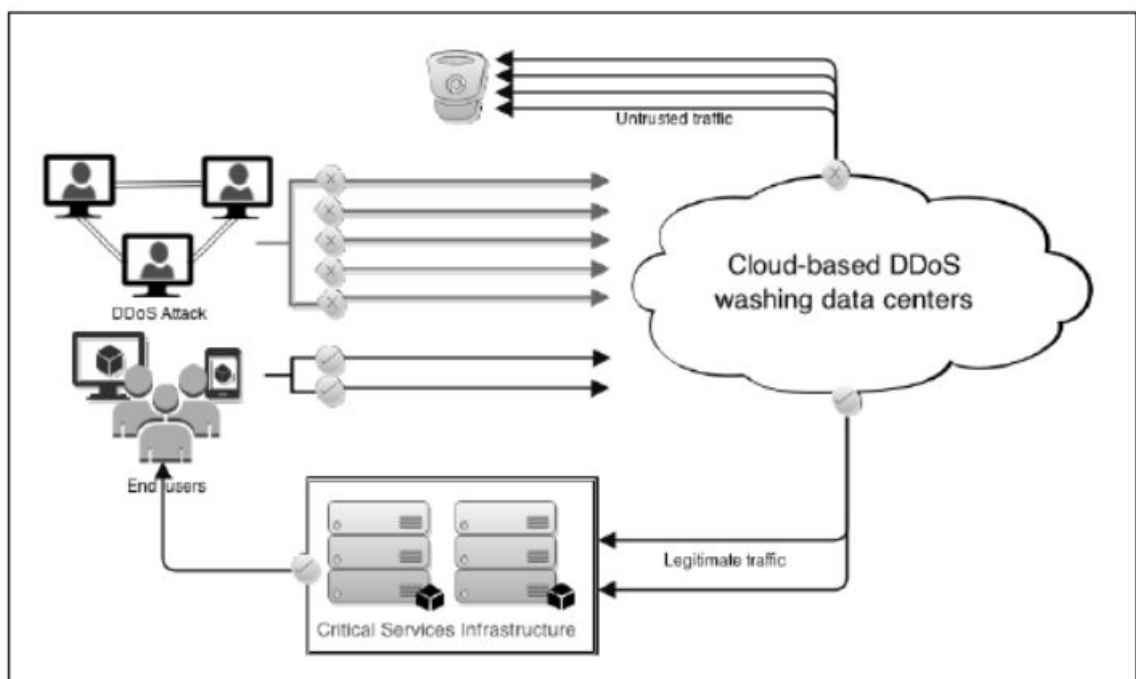 Untrusted traffic
Cloud-based DDoS
washing data centers
DDoS Attack
End users
Legitimate traffic
Critical Services Infrastructure